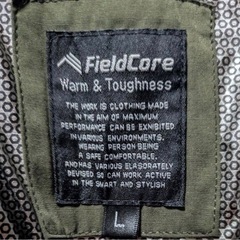 FieldCore
Warm & Toughness
THE WORK IS CLOTHING MADE
IN THE AIM OF MAXIMUM
PERFORMANCE CAN BE EXHIBITED
IN VARIOUS ENVIRONMENTS.
WEARING PERSON BEING
A SAFE COMFORTABLE.
AND HAS VARIOUS ELASORATELY
DEVISED SO CAN WORK ACTIVE
IN THE SMART AND STYLISH
L